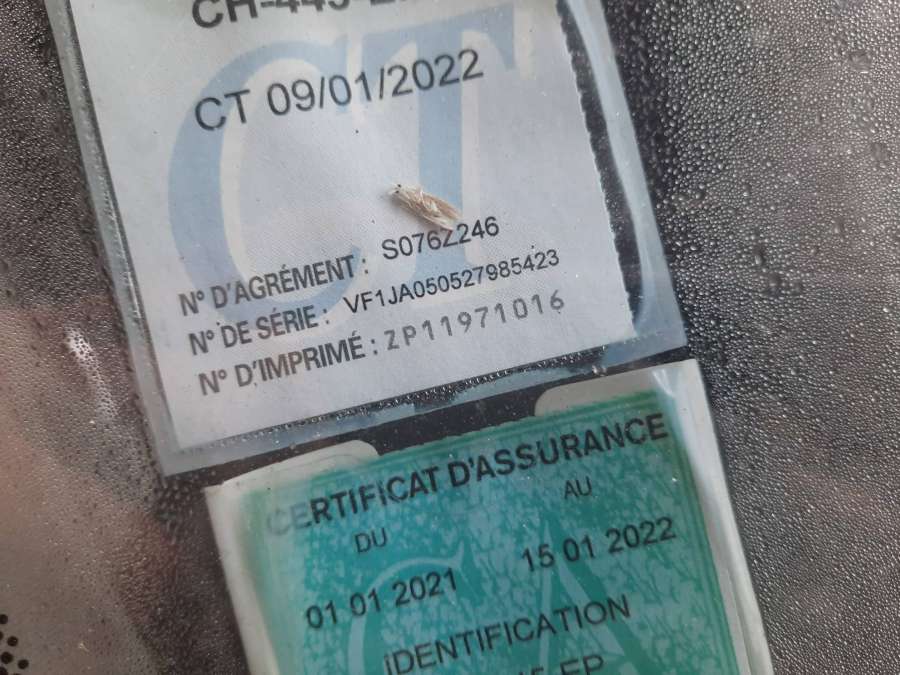 CT
CT 09/01/2022
N° D'AGRÉMENT : S076Z246
N° DE SÉRIE : VF1JA050527985423
N° D'IMPRIMÉ : ZP11971016
CERTIFICAT D'ASSURANCE
DU AU
01 01 2021 15 01 2022
IDENTIFICATION